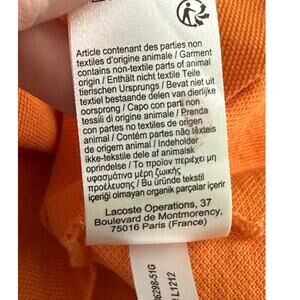 Article contenant des parties non
textiles d'origine animale / Garment
contains non-textile parts of animal
origin / Enthält nicht textile Teile
tierischen Ursprungs / Bevat niet uit
textiel bestaande delen van dierlijke
oorsprong / Capo con parti non
tessili di origine animale / Prenda
con partes no textiles de origen
animal / Contém partes não têxteis
de origem animal / Indeholder
ikke-tekstile dele af animalsk
oprindelse / Το προϊόν περιέχει μη
υφασμάτινα μέρη ζωικής
προέλευσης / Bu üründe tekstil
içeriği olmayan organik parçalar içerir
Lacoste Operations, 37
Boulevard de Montmorency,
75016 Paris (France)
06298-51G
L1212